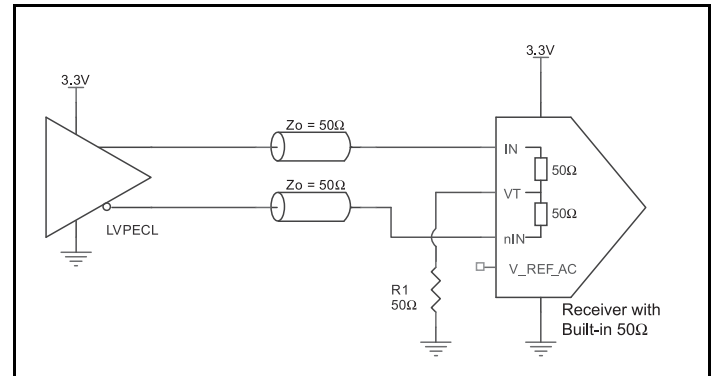 3.3V
3.3V
Zo = 50Ω
IN
50Ω
Zo = 50Ω
VT
50Ω
LVPECL
nIN
V_REF_AC
R1
50Ω
Receiver with
Built-in 50Ω